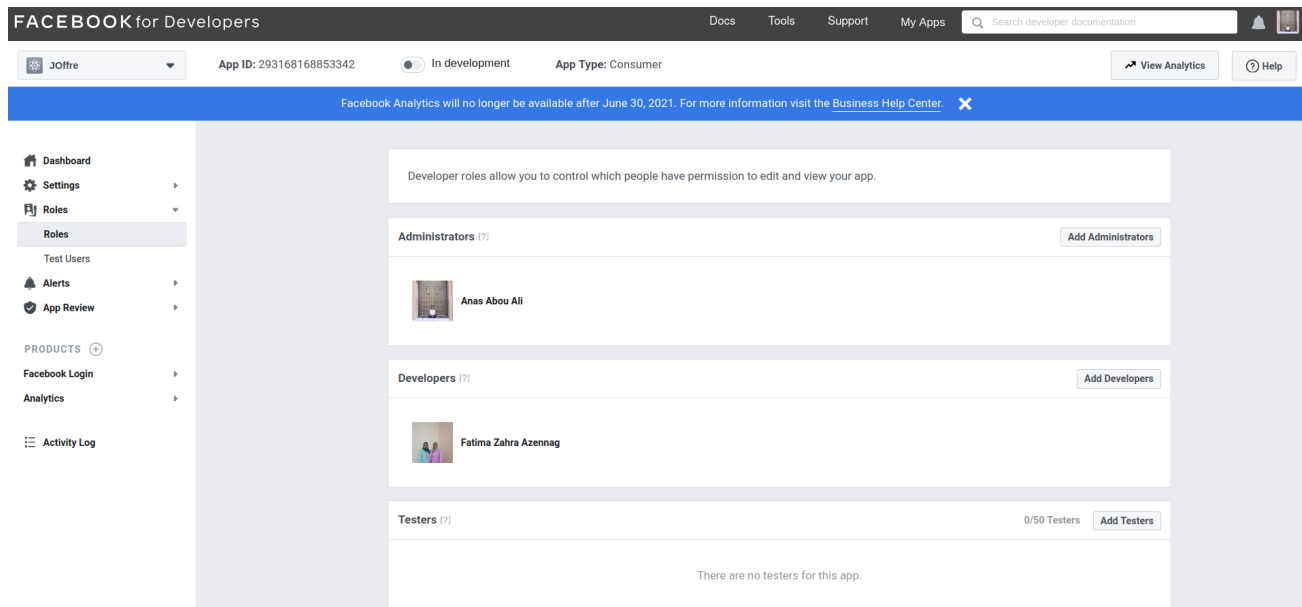 FACEBOOK for Developers
Docs Tools Support My Apps Search developer documentation
JOffre App ID: 293168168853342 In development App Type: Consumer View Analytics ? Help
Facebook Analytics will no longer be available after June 30, 2021. For more information visit the Business Help Center.
Dashboard
Settings
Roles
Roles
Test Users
Alerts
App Review
PRODUCTS
Facebook Login
Analytics
Activity Log
Developer roles allow you to control which people have permission to edit and view your app.
Administrators [?] Add Administrators
Anas Abou Ali
Developers [?] Add Developers
Fatima Zahra Azennag
Testers [?] 0/50 Testers Add Testers
There are no testers for this app.